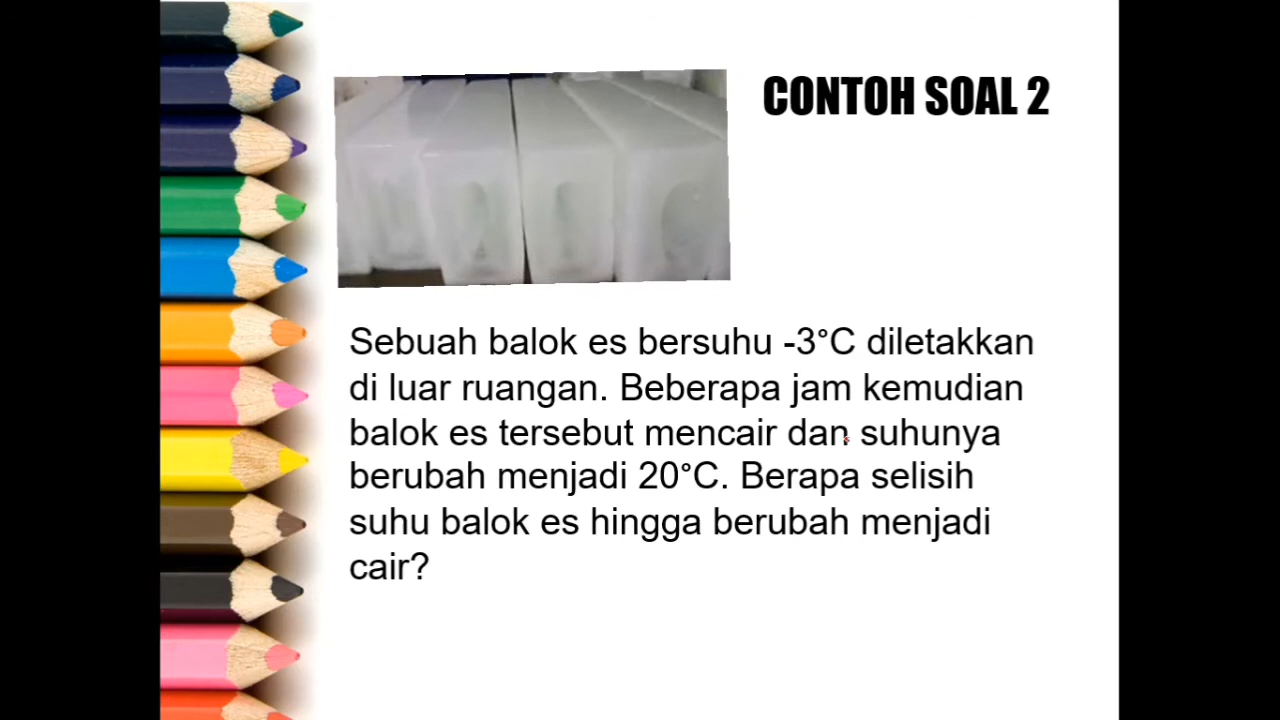 CONTOH SOAL 2
Sebuah balok es bersuhu -3°C diletakkan
di luar ruangan. Beberapa jam kemudian
balok es tersebut mencair dan suhunya
berubah menjadi 20°C. Berapa selisih
suhu balok es hingga berubah menjadi
cair?